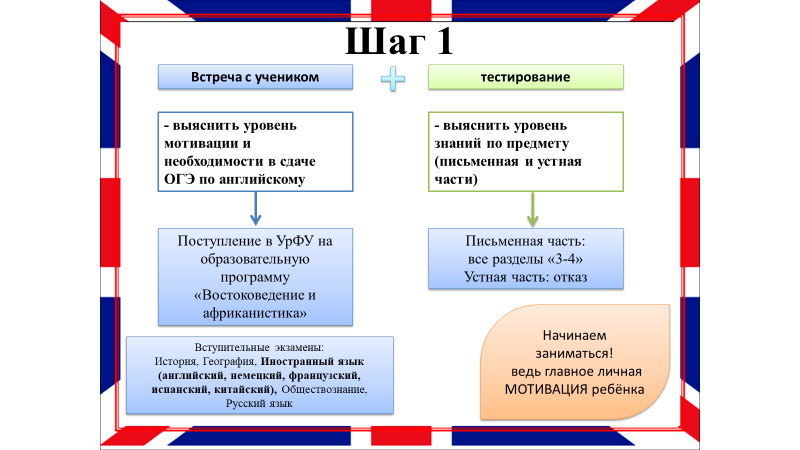 Шаг 1
Встреча с учеником
тестирование
- выяснить уровень
мотивации и
необходимости в сдаче
ОГЭ по английскому
- выяснить уровень
знаний по предмету
(письменная и устная
части)
Поступление в УрФУ на
образовательную
программу
«Востоковедение и
африканистика»
Письменная часть:
все разделы «3-4»
Устная часть: отказ
Вступительные экзамены:
История, География, Иностранный язык
(английский, немецкий, французский,
испанский, китайский), Обществознание,
Русский язык
Начинаем
заниматься!
ведь главное личная
МОТИВАЦИЯ ребёнка